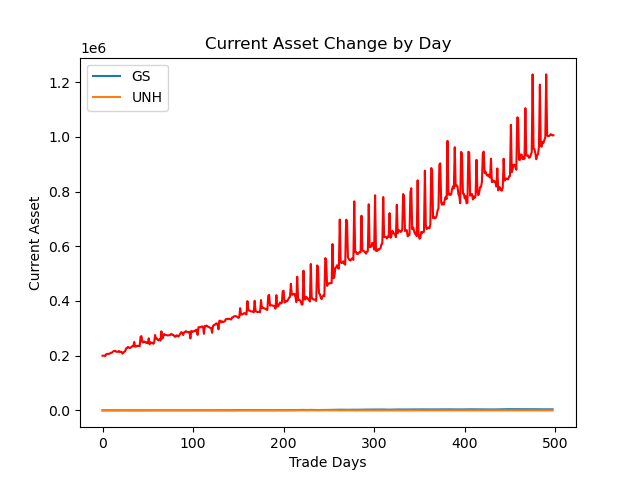 Current Asset Change by Day
1e6
GS
UNH
1.2
1.0
0.8
0.6
0.4
0.2
0.0
Current Asset
0 100 200 300 400 500
Trade Days